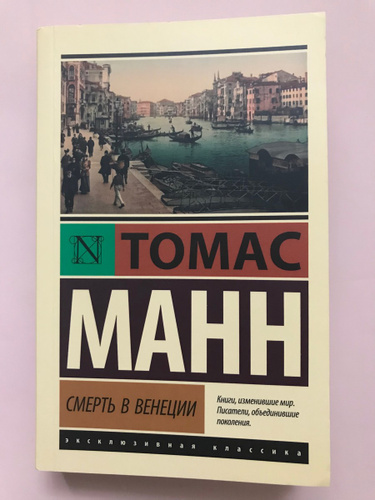 N
ТОМАС
МАНН
СМЕРТЬ В ВЕНЕЦИИ
Книги, изменившие мир.
Писатели, объединившие
поколения.
эксклюзивная классика